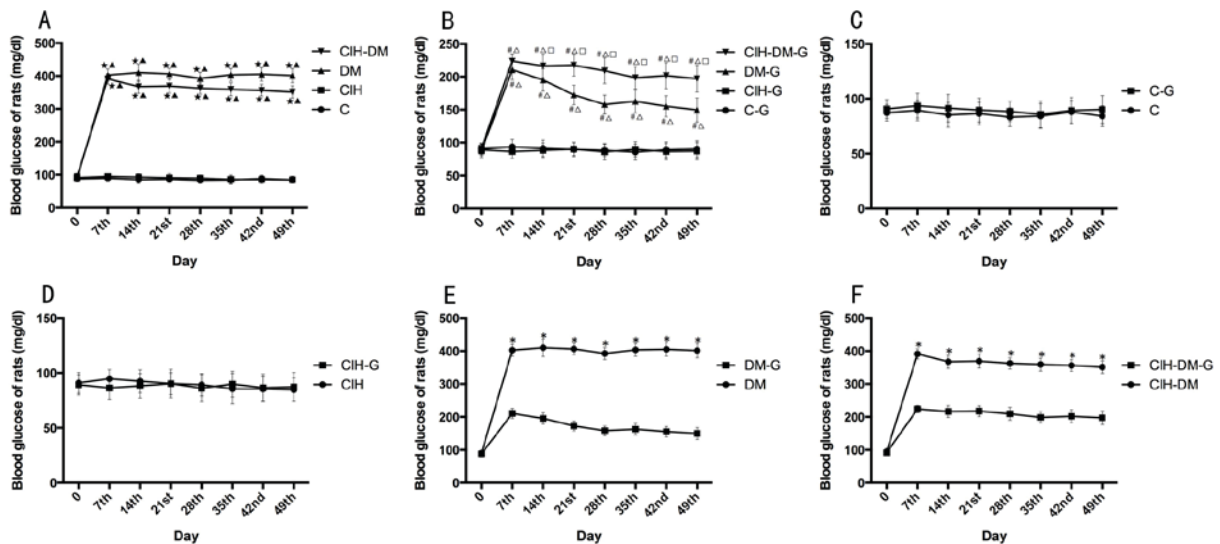 A
Blood glucose of rats (mg/dl)
500
400
300
200
100
0
0
7th
14th
21st
28th
35th
42nd
49th
Day
CIH-DM
DM
CIH
C
B
Blood glucose of rats (mg/dl)
250
200
150
100
50
0
0
7th
14th
21st
28th
35th
42nd
49th
Day
CIH-DM-G
DM-G
CIH-G
C-G
C
Blood glucose of rats (mg/dl)
150
100
50
0
0
7th
14th
21st
28th
35th
42nd
49th
Day
C-G
C
D
Blood glucose of rats (mg/dl)
150
100
50
0
0
7th
14th
21st
28th
35th
42nd
49th
Day
CIH-G
CIH
E
Blood glucose of rats (mg/dl)
500
400
300
200
100
0
0
7th
14th
21st
28th
35th
42nd
49th
Day
DM-G
DM
F
Blood glucose of rats (mg/dl)
500
400
300
200
100
0
0
7th
14th
21st
28th
35th
42nd
49th
Day
CIH-DM-G
CIH-DM